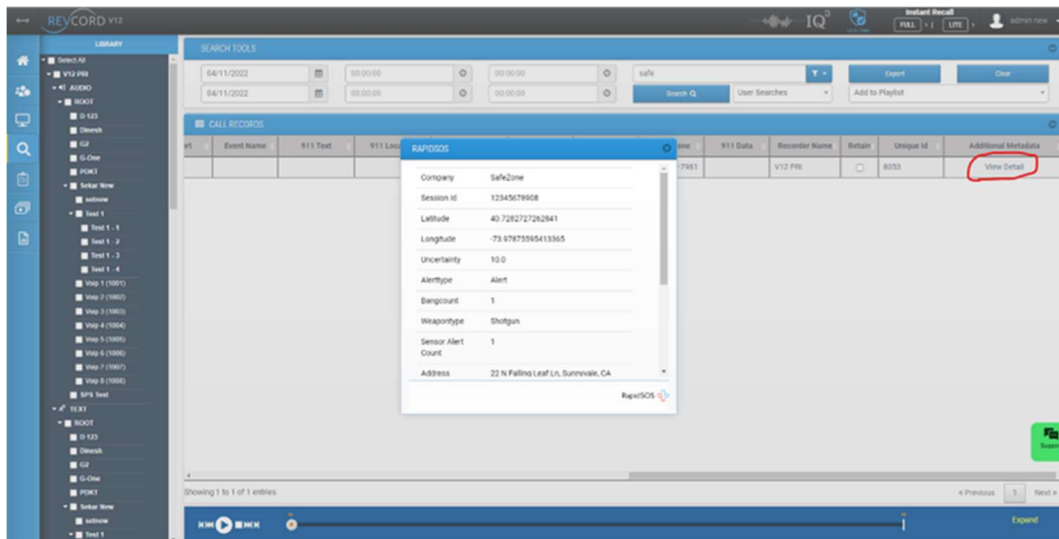 REVCORD V12
IQ3
Instant Recall
FULL
LITE
admin new
LIBRARY
Select All
V12 PRI
AUDIO
ROOT
D 123
Dinesh
G2
G-One
POKT
Sekar New
Test 1
Test 1 - 1
Test 1 - 2
Test 1 - 3
Test 1 - 4
Voip 1 (1001)
Voip 2 (1002)
Voip 3 (1003)
Voip 4 (1004)
Voip 5 (1005)
Voip 6 (1006)
Voip 7 (1007)
Voip 8 (1008)
SPS Test
TEXT
ROOT
D 123
Dinesh
G2
G-One
POKT
Sekar New
Test 1
SEARCH TOOLS
04/11/2022 00:00:00 00:00:00 safe Export Clear
04/11/2022 00:00:00 00:00:00 Search User Searches Add to Playlist
CALL RECORDS
Event Name 911 Text 911 Loca 911 Data Recorder Name Retain Unique Id Additional Metadata
-7981 V12 PRI 8053 View Detail
RAPIDSOS
Company SafeZone
Session Id 12345678908
Latitude 40.7282727262841
Longitude -73.97875595413365
Uncertainty 10.0
Alerttype Alert
Bangcount 1
Weapontype Shotgun
Sensor Alert
Count 1
Address 22 N Falling Leaf Ln, Sunnyvale, CA
RapidSOS
Showing 1 to 1 of 1 entries
« Previous 1 Next »
Expand